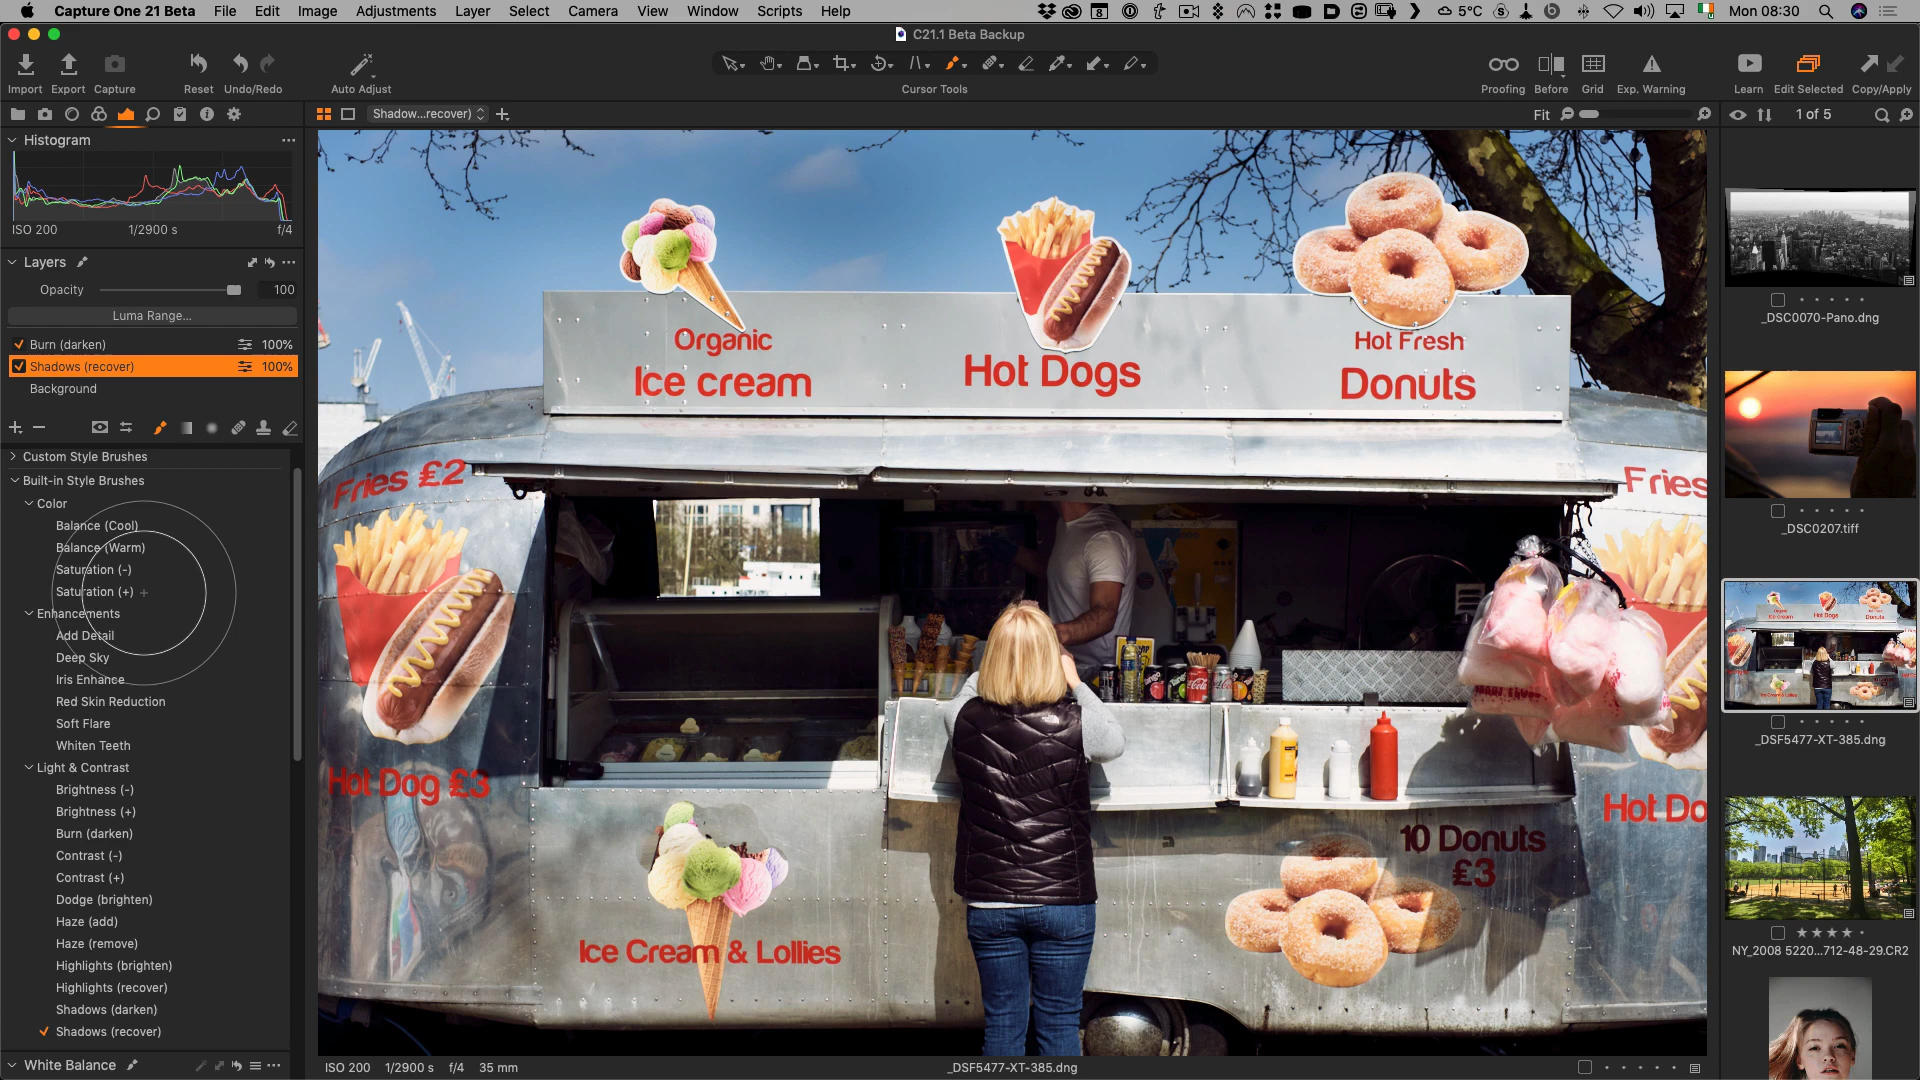 Capture One 21 Beta File Edit Image Adjustments Layer Select Camera View Window Scripts Help
5°C Mon 08:30
C21.1 Beta Backup
Import Export Capture Reset Undo/Redo Auto Adjust Cursor Tools Proofing Before Grid Exp. Warning Learn Edit Selected Copy/Apply
Shadow...recover) Fit 1 of 5
Histogram
ISO 200 1/2900 s f/4
Layers
Opacity 100
Luma Range...
Burn (darken) 100%
Shadows (recover) 100%
Background
Custom Style Brushes
Built-in Style Brushes
Color
Balance (Cool)
Balance (Warm)
Saturation (-)
Saturation (+)
Enhancements
Add Detail
Deep Sky
Iris Enhance
Red Skin Reduction
Soft Flare
Whiten Teeth
Light & Contrast
Brightness (-)
Brightness (+)
Burn (darken)
Contrast (-)
Contrast (+)
Dodge (brighten)
Haze (add)
Haze (remove)
Highlights (brighten)
Highlights (recover)
Shadows (darken)
Shadows (recover)
White Balance
Organic
Ice cream
Hot Dogs
Hot Fresh
Donuts
Fries £2
Fries
Hot Dog £3
Hot Do
10 Donuts
£3
Ice Cream & Lollies
ISO 200 1/2900 s f/4 35 mm
_DSF5477-XT-385.dng
_DSC0070-Pano.dng
_DSC0207.tiff
_DSF5477-XT-385.dng
NY_2008 5220...712-48-29.CR2